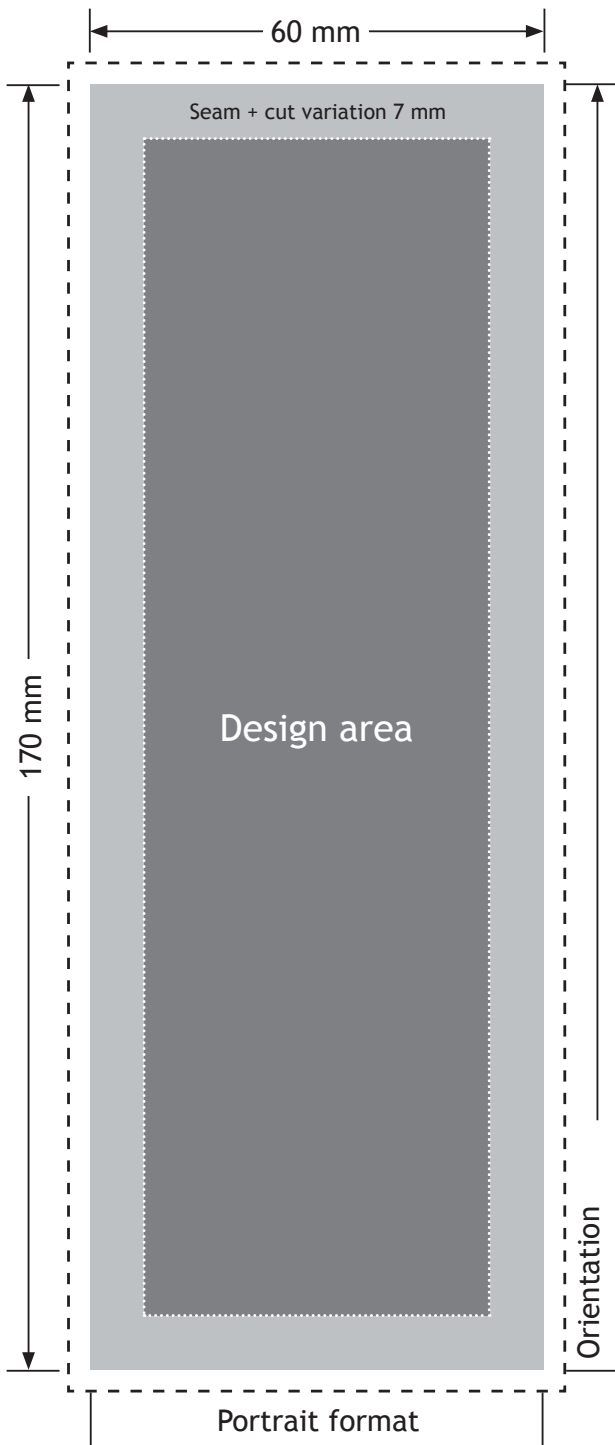 60 mm
Seam + cut variation 7 mm
170 mm
Design area
Orientation
Portrait format